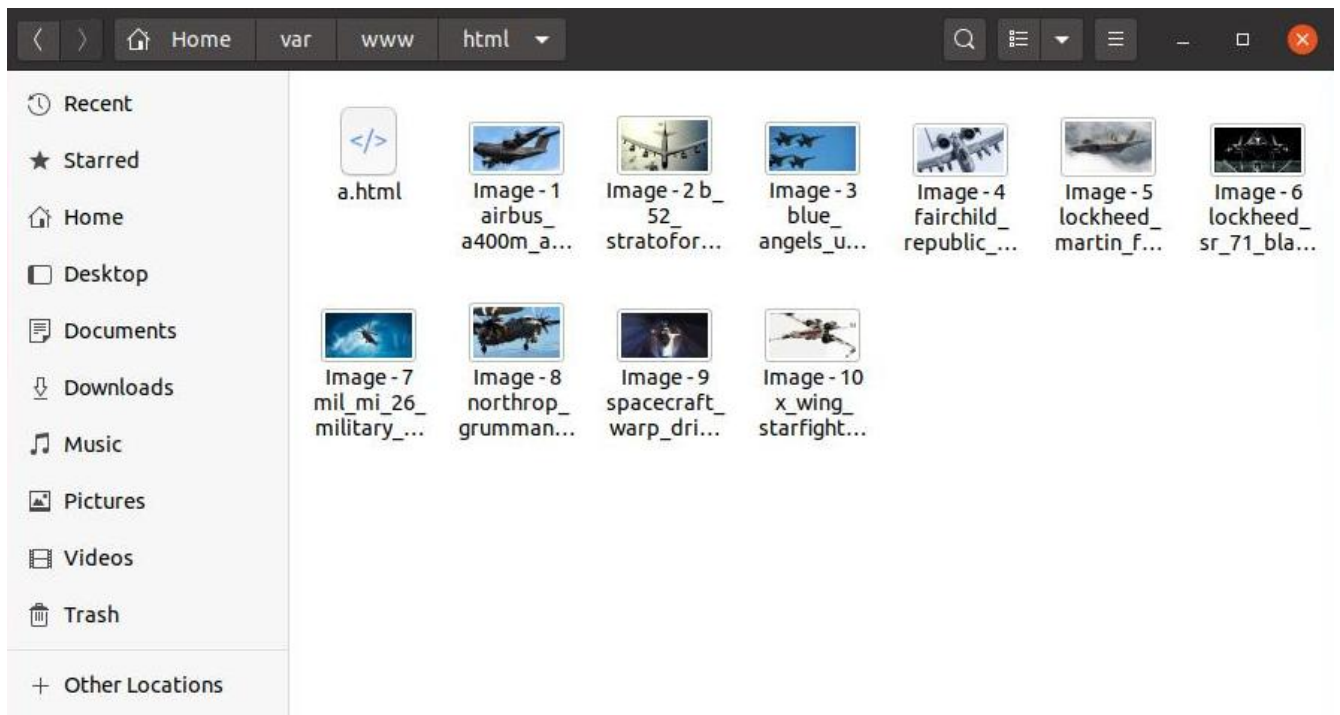 Home var www html
Recent
Starred
Home
Desktop
Documents
Downloads
Music
Pictures
Videos
Trash
Other Locations
a.html
Image - 1
airbus_
a400m_a...
Image - 2 b_
52_
stratofor...
Image - 3
blue_
angels_u...
Image - 4
fairchild_
republic_...
Image - 5
lockheed_
martin_f...
Image - 6
lockheed_
sr_71_bla...
Image - 7
mil_mi_26_
military_...
Image - 8
northrop_
grumman...
Image - 9
spacecraft_
warp_dri...
Image - 10
x_wing_
starfight...